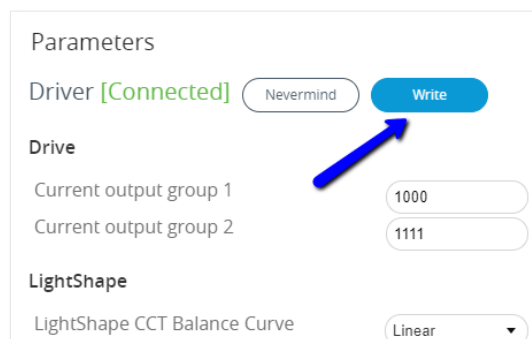 Parameters
Driver [Connected] Nevermind Write
Drive
Current output group 1 1000
Current output group 2 1111
LightShape
LightShape CCT Balance Curve Linear